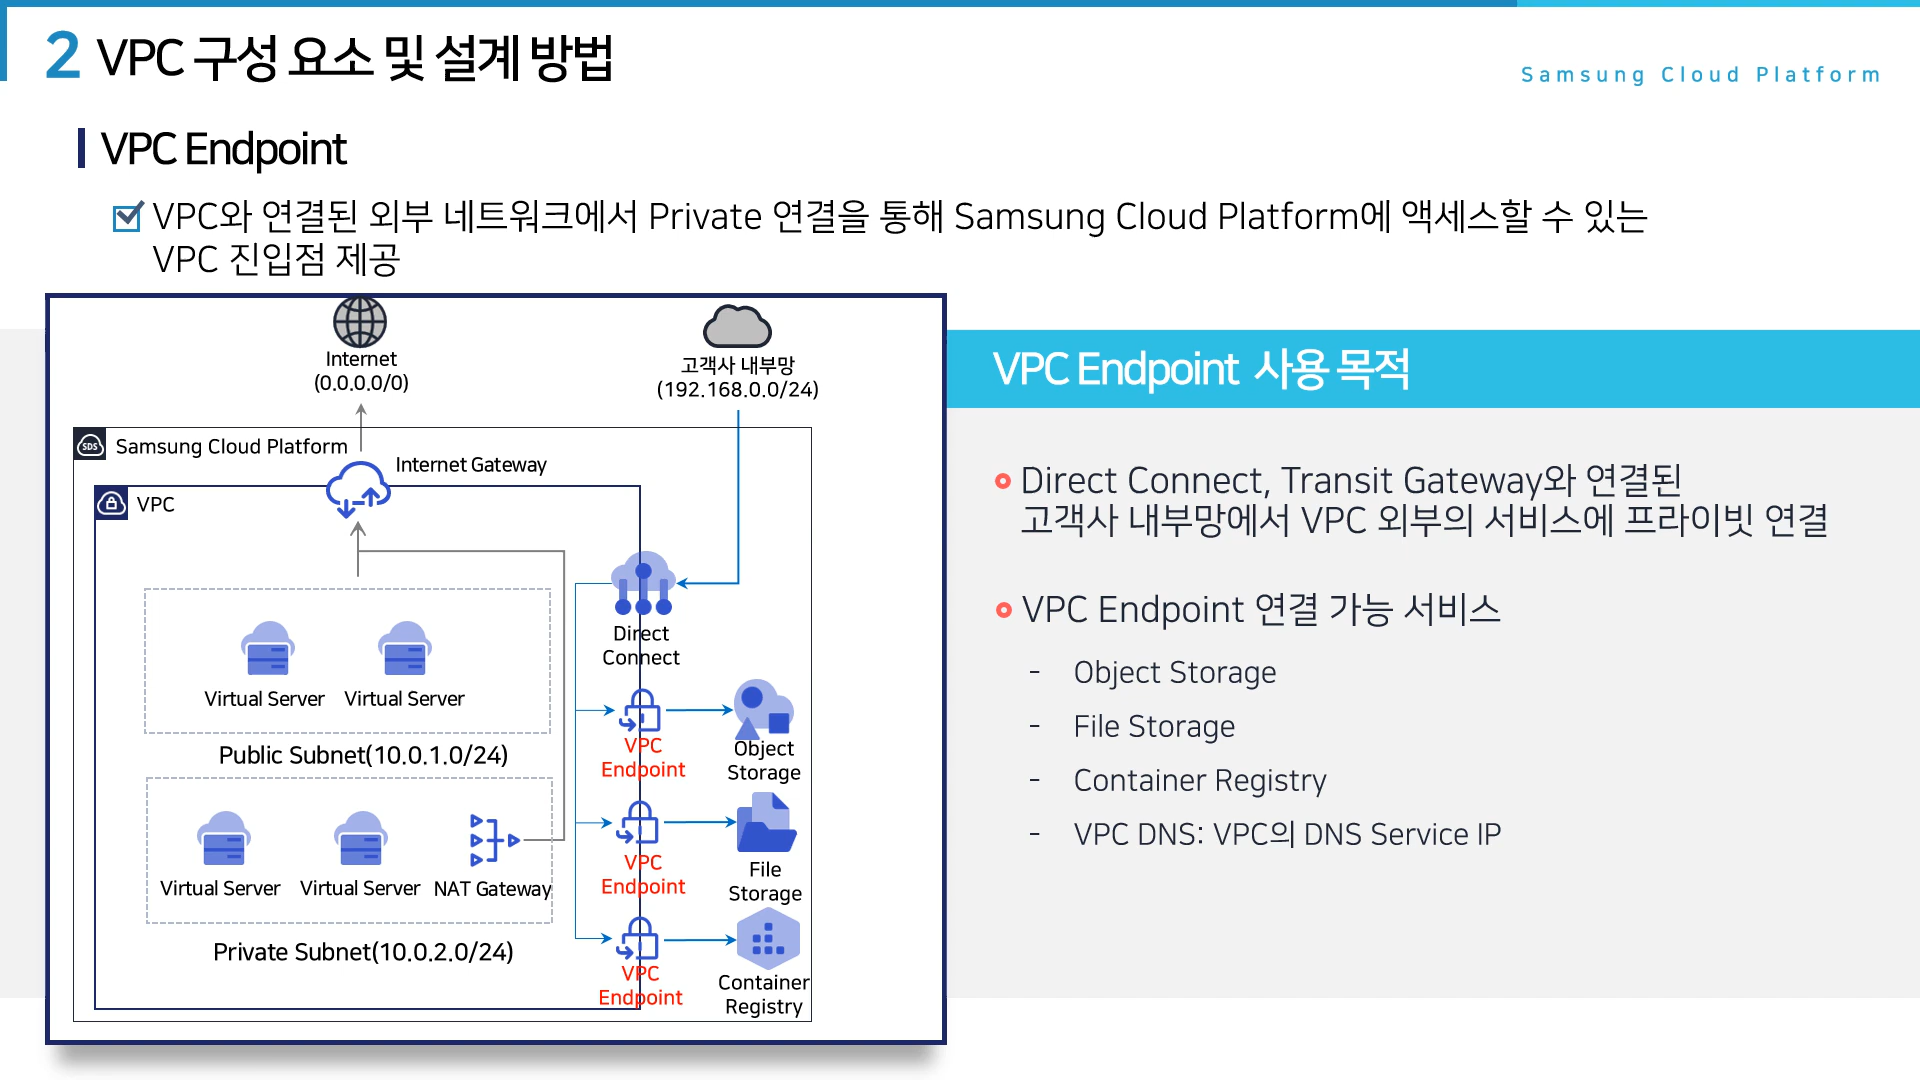 2 VPC 구성 요소 및 설계 방법
Samsung Cloud Platform
VPC Endpoint
VPC와 연결된 외부 네트워크에서 Private 연결을 통해 Samsung Cloud Platform에 액세스할 수 있는
VPC 진입점 제공
Internet
(0.0.0.0/0)
고객사 내부망
(192.168.0.0/24)
SDS
Samsung Cloud Platform
Internet Gateway
VPC
Direct
Connect
Virtual Server
Virtual Server
Public Subnet(10.0.1.0/24)
VPC
Endpoint
Object
Storage
Virtual Server
Virtual Server
NAT Gateway
Private Subnet(10.0.2.0/24)
VPC
Endpoint
File
Storage
VPC
Endpoint
Container
Registry
VPC Endpoint 사용 목적
Direct Connect, Transit Gateway와 연결된
고객사 내부망에서 VPC 외부의 서비스에 프라이빗 연결
VPC Endpoint 연결 가능 서비스
- Object Storage
- File Storage
- Container Registry
- VPC DNS: VPC의 DNS Service IP